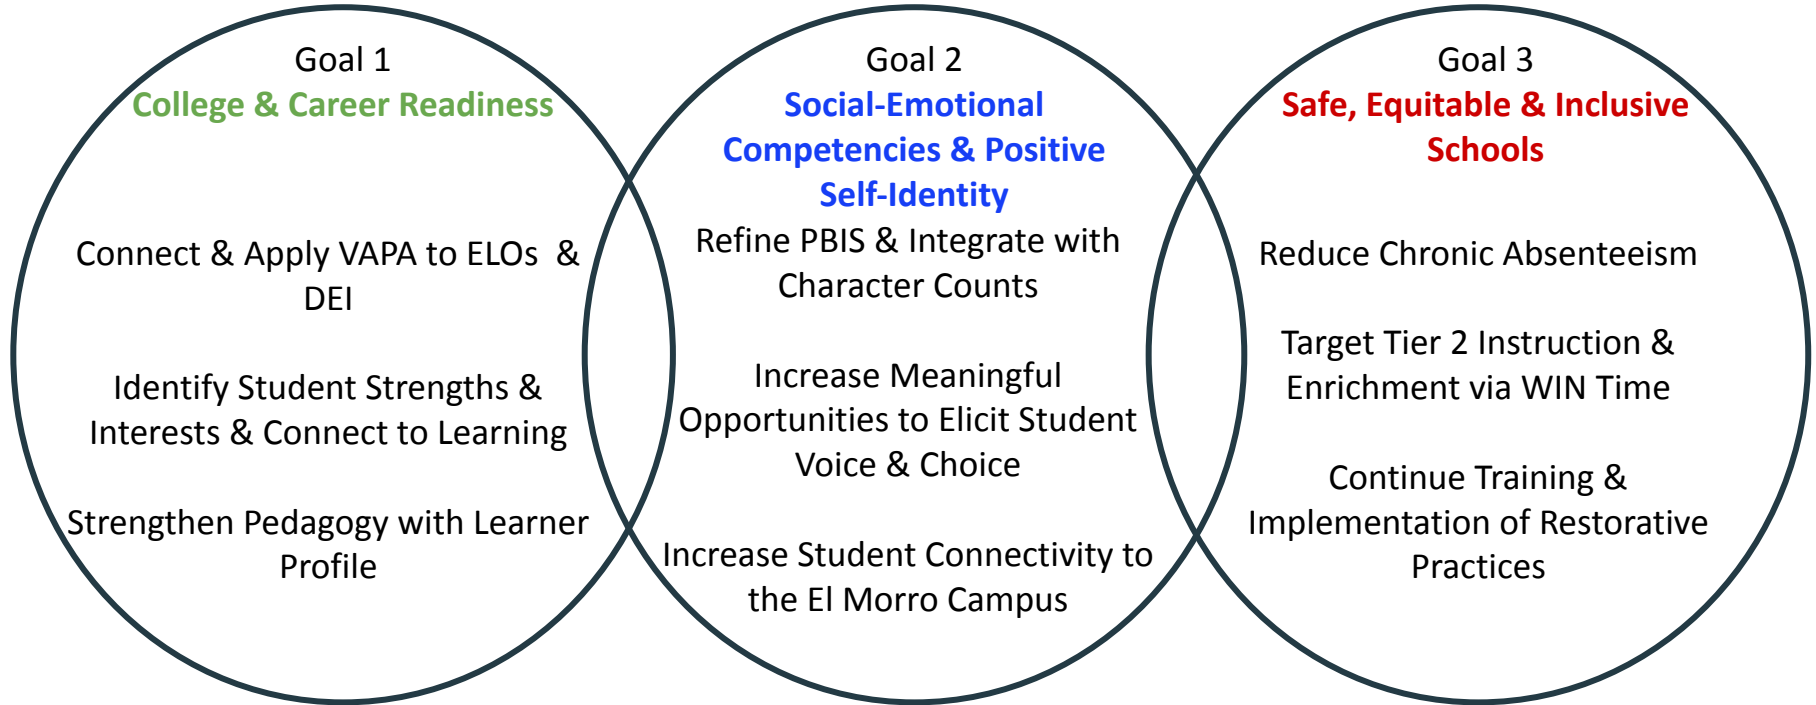 Goal 1
College & Career Readiness
Connect & Apply VAPA to ELOs &
DEI
Identify Student Strengths &
Interests & Connect to Learning
Strengthen Pedagogy with Learner
Profile
Goal 2
Social-Emotional
Competencies & Positive
Self-Identity
Refine PBIS & Integrate with
Character Counts
Increase Meaningful
Opportunities to Elicit Student
Voice & Choice
Increase Student Connectivity to
the El Morro Campus
Goal 3
Safe, Equitable & Inclusive
Schools
Reduce Chronic Absenteeism
Target Tier 2 Instruction &
Enrichment via WIN Time
Continue Training &
Implementation of Restorative
Practices